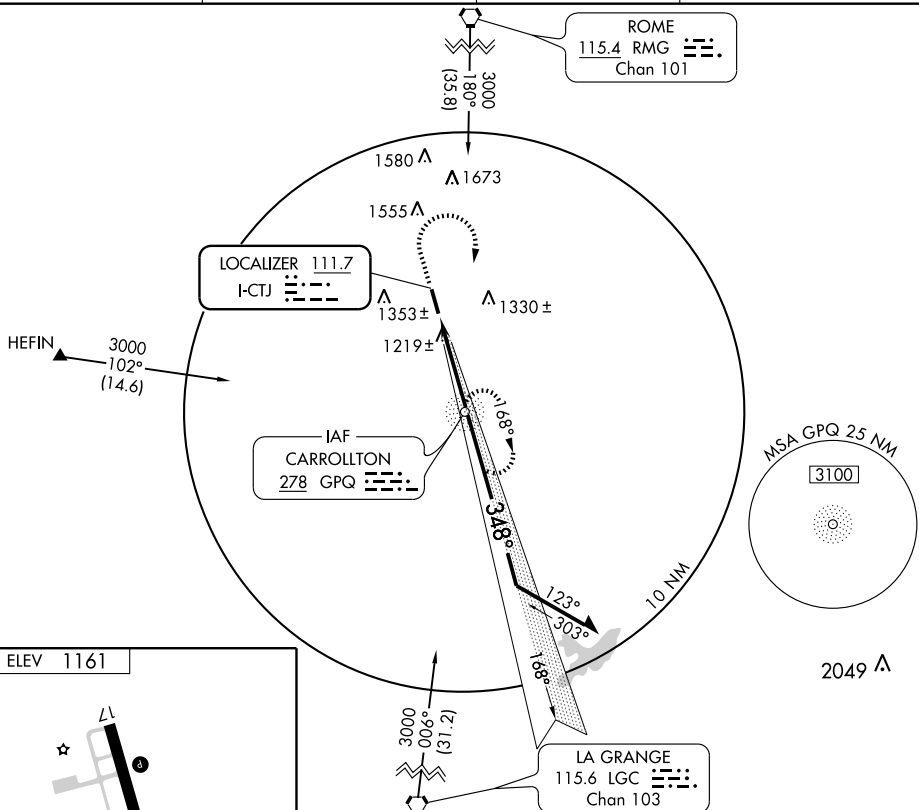 ROME
115.4 RMG
Chan 101
3000
180°
(35.8)
1580
1673
1555
LOCALIZER 111.7
I-CTJ
1353 ±
1330 ±
1219 ±
HEFIN
3000
102°
(14.6)
168°
IAF
CARROLLTON
278 GPQ
MSA GPQ 25 NM
3100
348°
123°
303°
10 NM
168°
2049
ELEV 1161
17
P
3000
006°
(31.2)
LA GRANGE
115.6 LGC
Chan 103